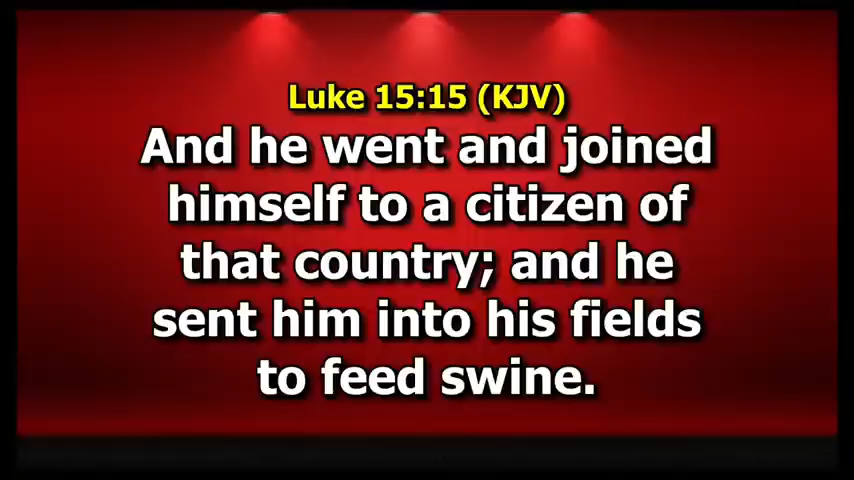 Luke 15:15 (KJV)
And he went and joined
himself to a citizen of
that country; and he
sent him into his fields
to feed swine.